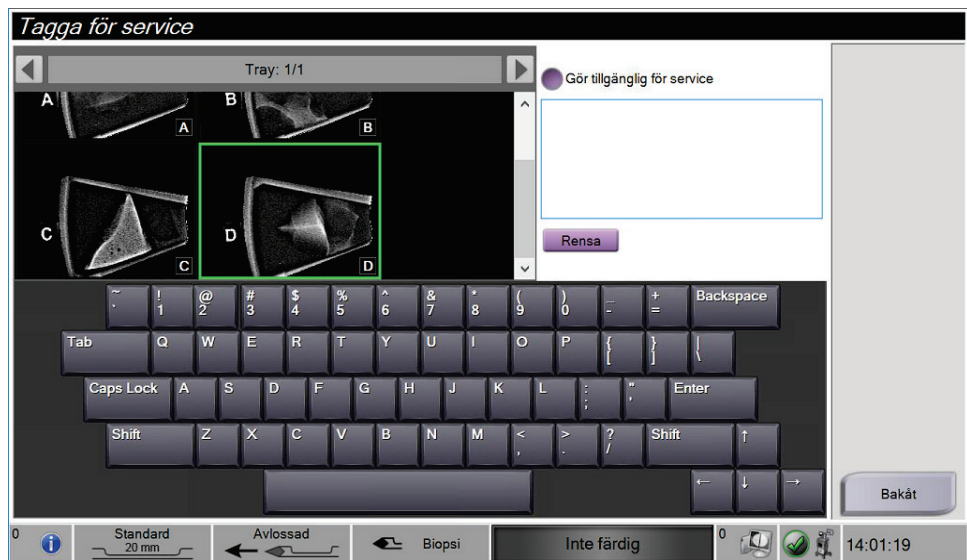 Tagga för service
Tray: 1/1
Gör tillgänglig för service
A
A
B
B
C
C
D
D
Rensa
~ ! @ # $ % ^ & * ( ) _ + Backspace
` 1 2 3 4 5 6 7 8 9 0 - =
Tab Q W E R T Y U I O P { } |
[ ] \
Caps Lock A S D F G H J K L : " Enter
; '
Shift Z X C V B N M < > ? Shift ↑
, . /
← ↓ →
Bakåt
0 i Standard Avlossad Biopsi Inte färdig 0 14:01:19
20 mm